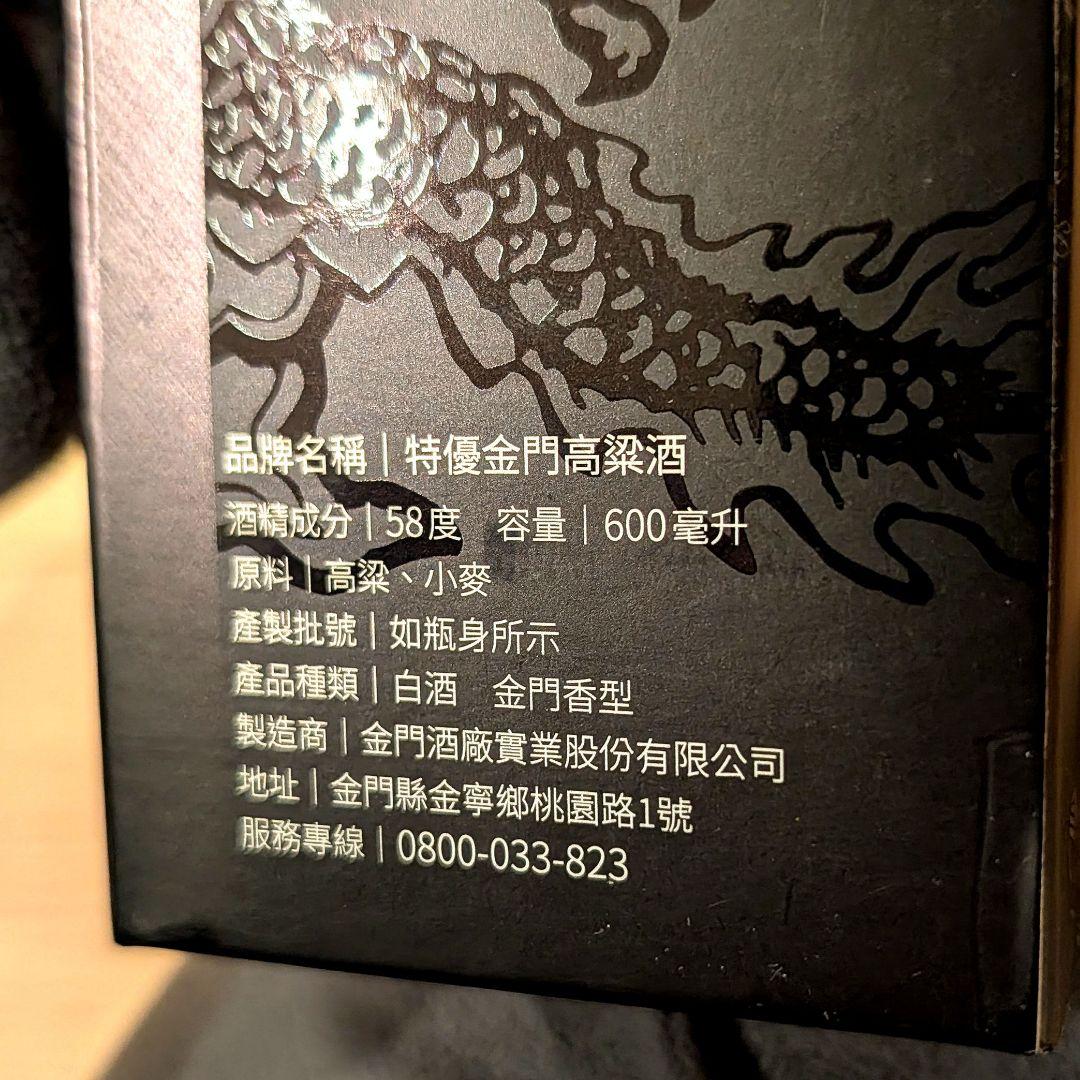 品牌名稱｜特優金門高粱酒
酒精成分｜58度　容量｜600毫升
原料｜高粱、小麥
產製批號｜如瓶身所示
產品種類｜白酒　金門香型
製造商｜金門酒廠實業股份有限公司
地址｜金門縣金寧鄉桃園路1號
服務專線｜0800-033-823